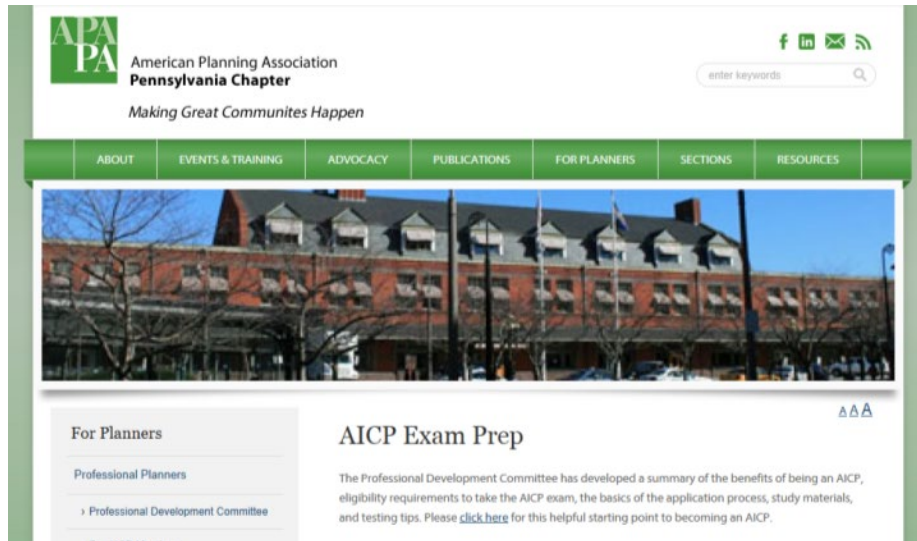 APA
PA
American Planning Association
Pennsylvania Chapter
Making Great Communites Happen
f in
enter keywords
ABOUT EVENTS & TRAINING ADVOCACY PUBLICATIONS FOR PLANNERS SECTIONS RESOURCES
A A A
For Planners
Professional Planners
› Professional Development Committee
AICP Exam Prep
The Professional Development Committee has developed a summary of the benefits of being an AICP,
eligibility requirements to take the AICP exam, the basics of the application process, study materials,
and testing tips. Please click here for this helpful starting point to becoming an AICP.